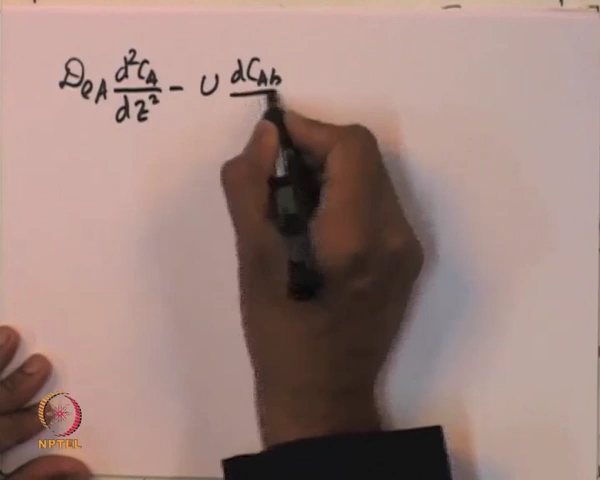 D_eA d²C_A/dz² - U dC_Ab
NPTEL